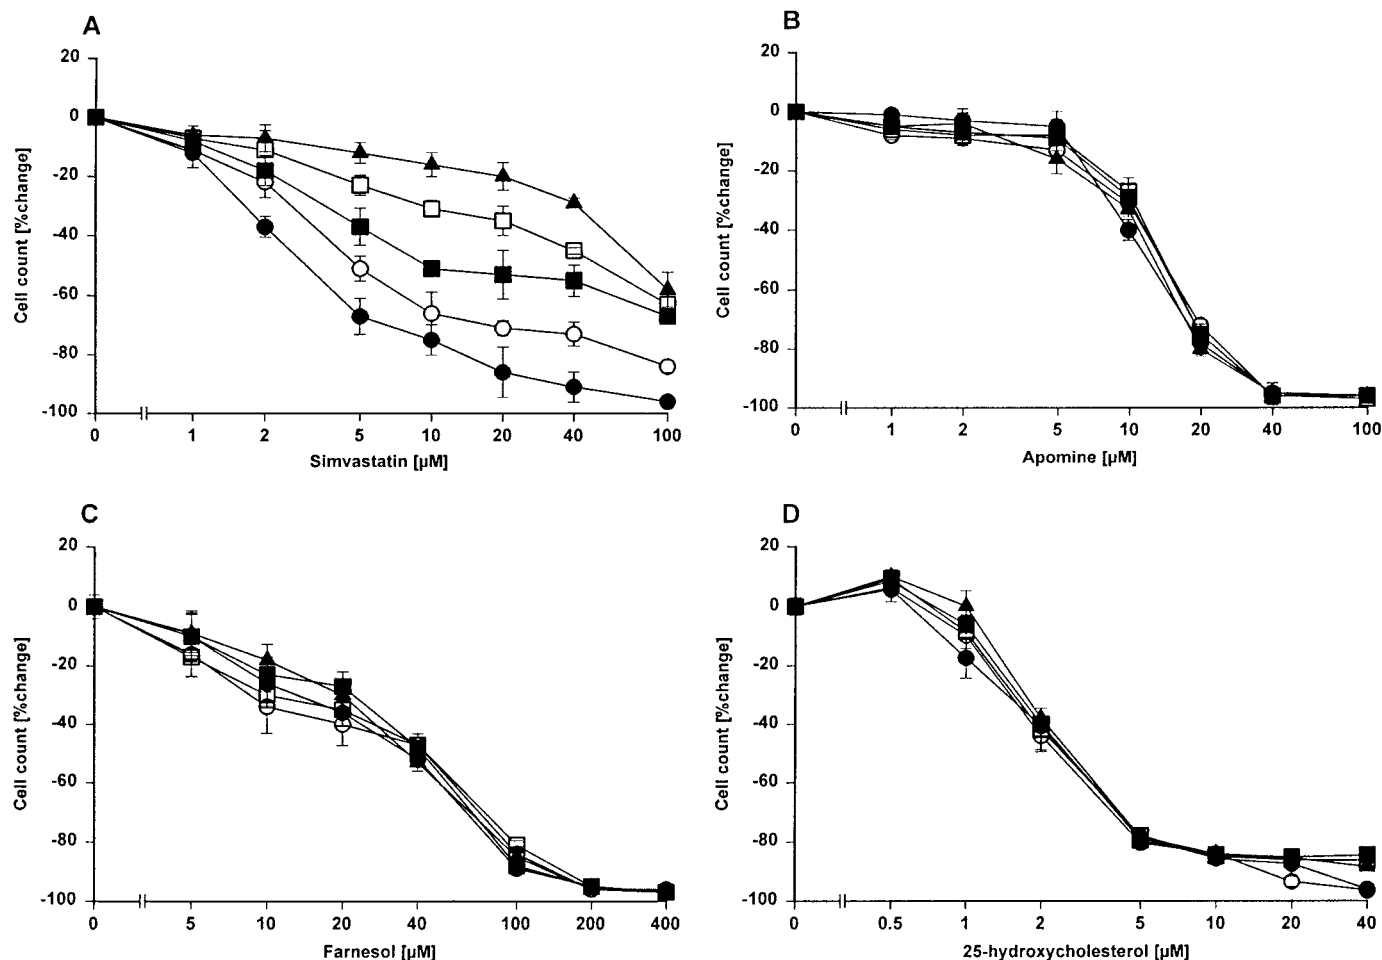 A
20
0
-20
-40
-60
-80
-100
Cell count [%change]
0 1 2 5 10 20 40 100
Simvastatin [µM]
B
20
0
-20
-40
-60
-80
-100
Cell count [%change]
0 1 2 5 10 20 40 100
Apomine [µM]
C
20
0
-20
-40
-60
-80
-100
Cell count [%change]
0 5 10 20 40 100 200 400
Farnesol [µM]
D
20
0
-20
-40
-60
-80
-100
Cell count [%change]
0 0.5 1 2 5 10 20 40
25-hydroxycholesterol [µM]